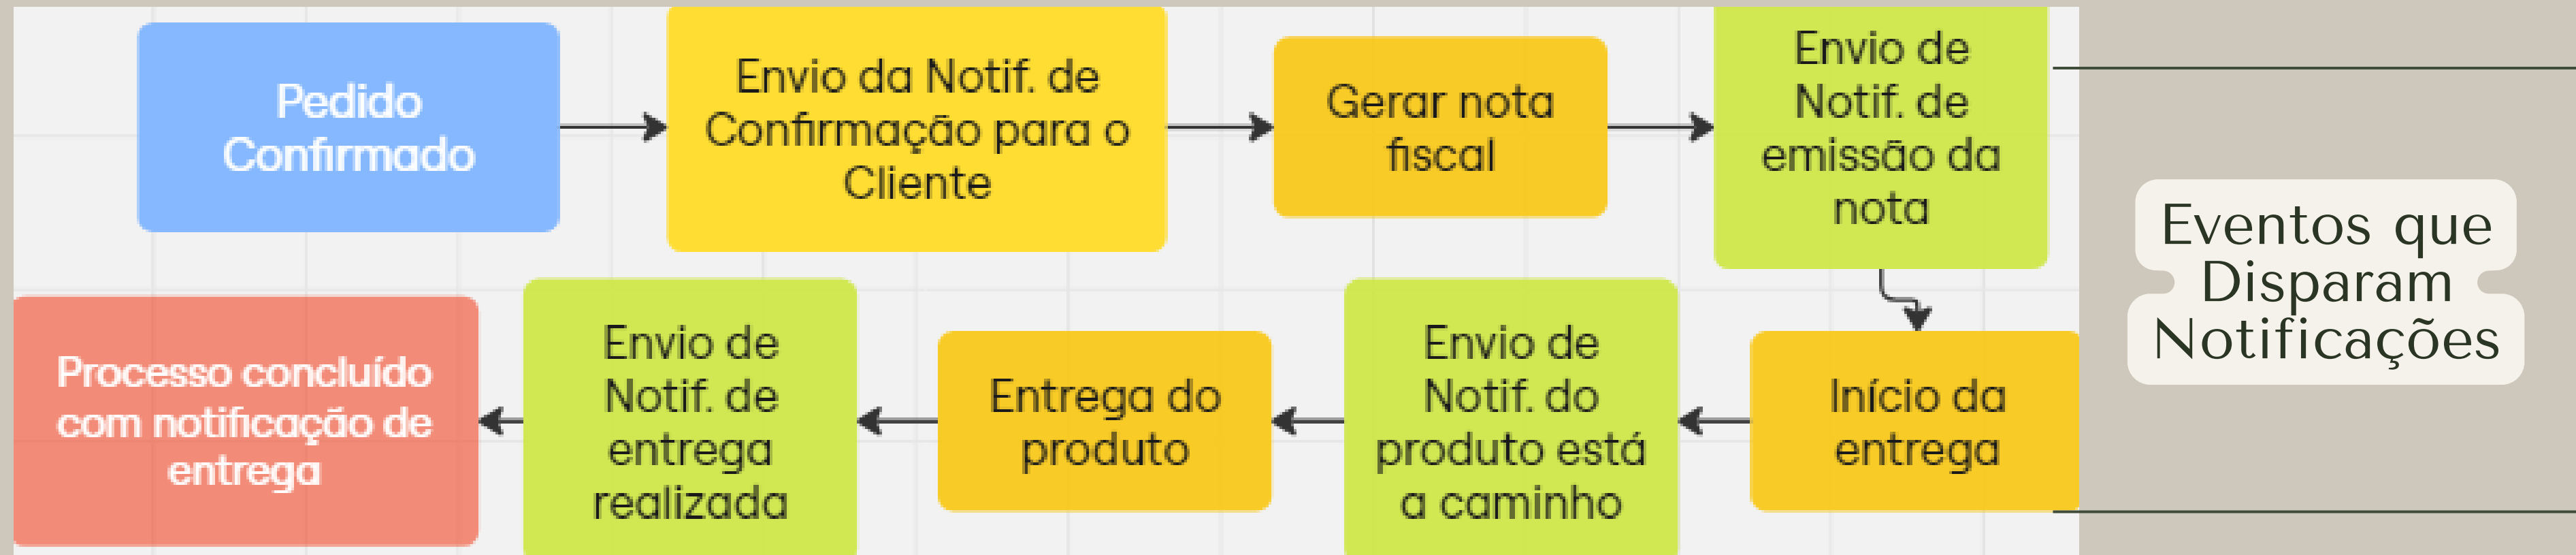 Pedido
Confirmado
Envio da Notif. de
Confirmação para o
Cliente
Gerar nota
fiscal
Envio de
Notif. de
emissão da
nota
Início da
entrega
Envio de
Notif. do
produto está
a caminho
Entrega do
produto
Envio de
Notif. de
entrega
realizada
Processo concluído
com notificação de
entrega
Eventos que
Disparam
Notificações